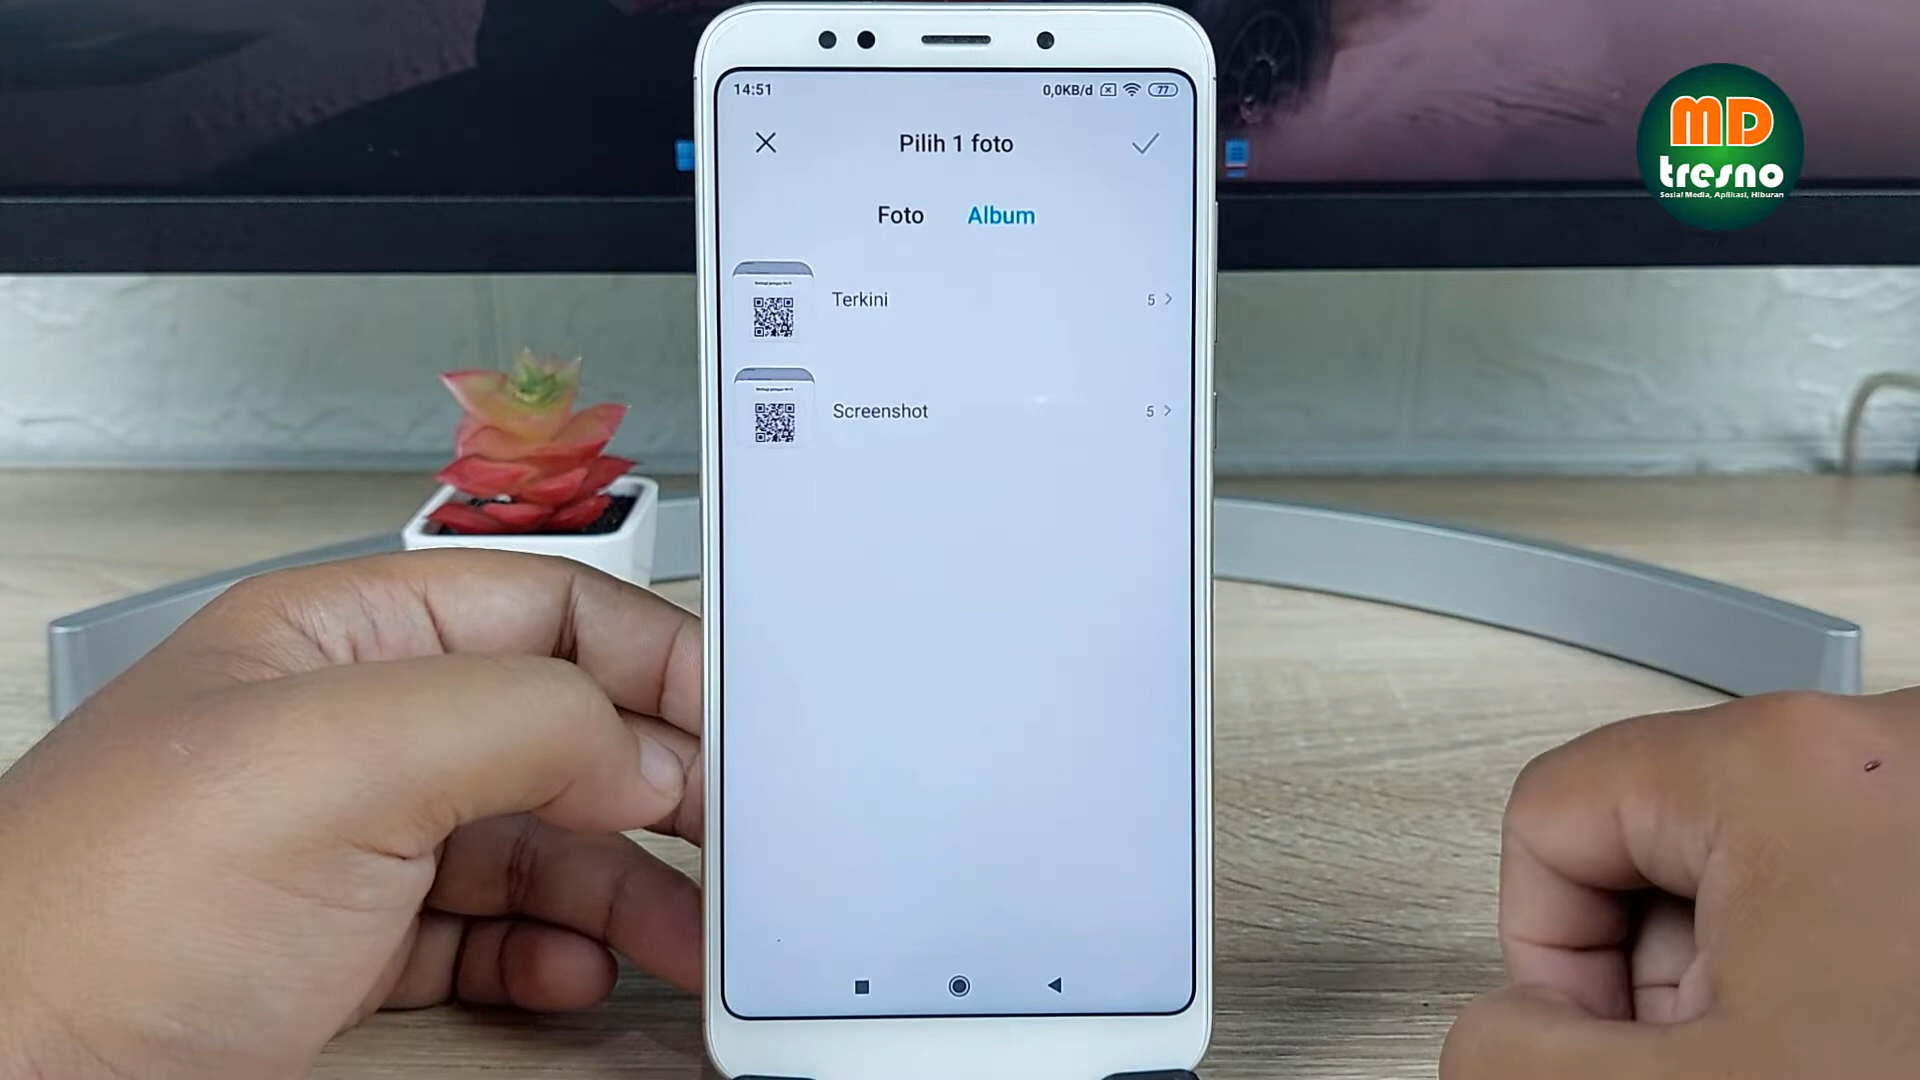 14:51
0,0KB/d
77
Pilih 1 foto
Foto
Album
Terkini
5
Screenshot
5
MD
tresno
Sosial Media, Aplikasi, Hiburan